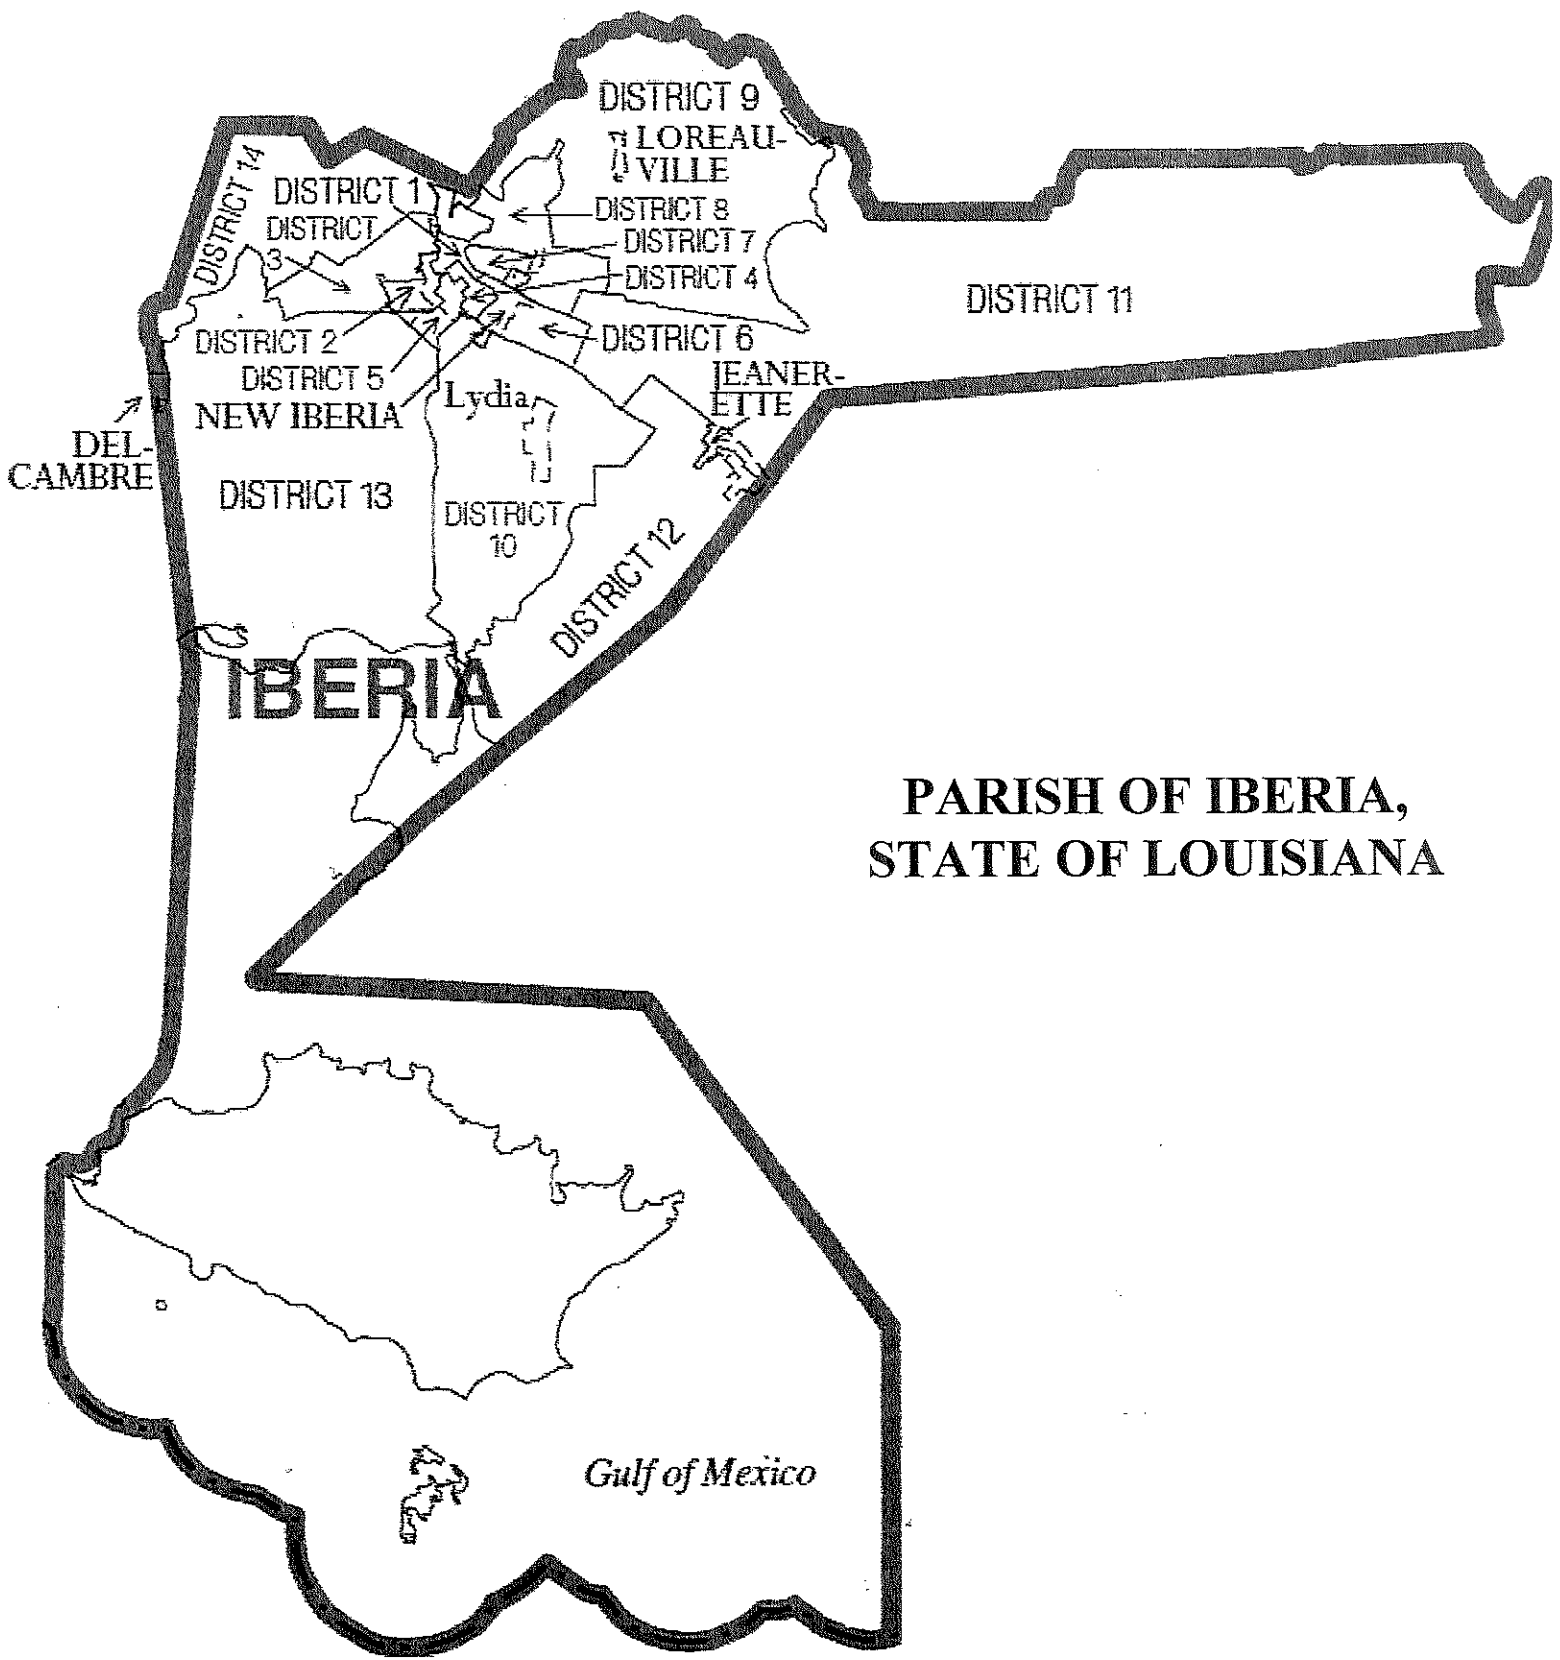 DISTRICT 9
LOREAU-
VILLE
DISTRICT 14
DISTRICT 1
DISTRICT
3
DISTRICT 8
DISTRICT 7
DISTRICT 4
DISTRICT 11
DISTRICT 2
DISTRICT 6
DISTRICT 5
JEANER-
ETTE
Lydia
NEW IBERIA
DEL-
CAMBRE
DISTRICT 13
DISTRICT
10
DISTRICT 12
IBERIA
PARISH OF IBERIA,
STATE OF LOUISIANA
Gulf of Mexico